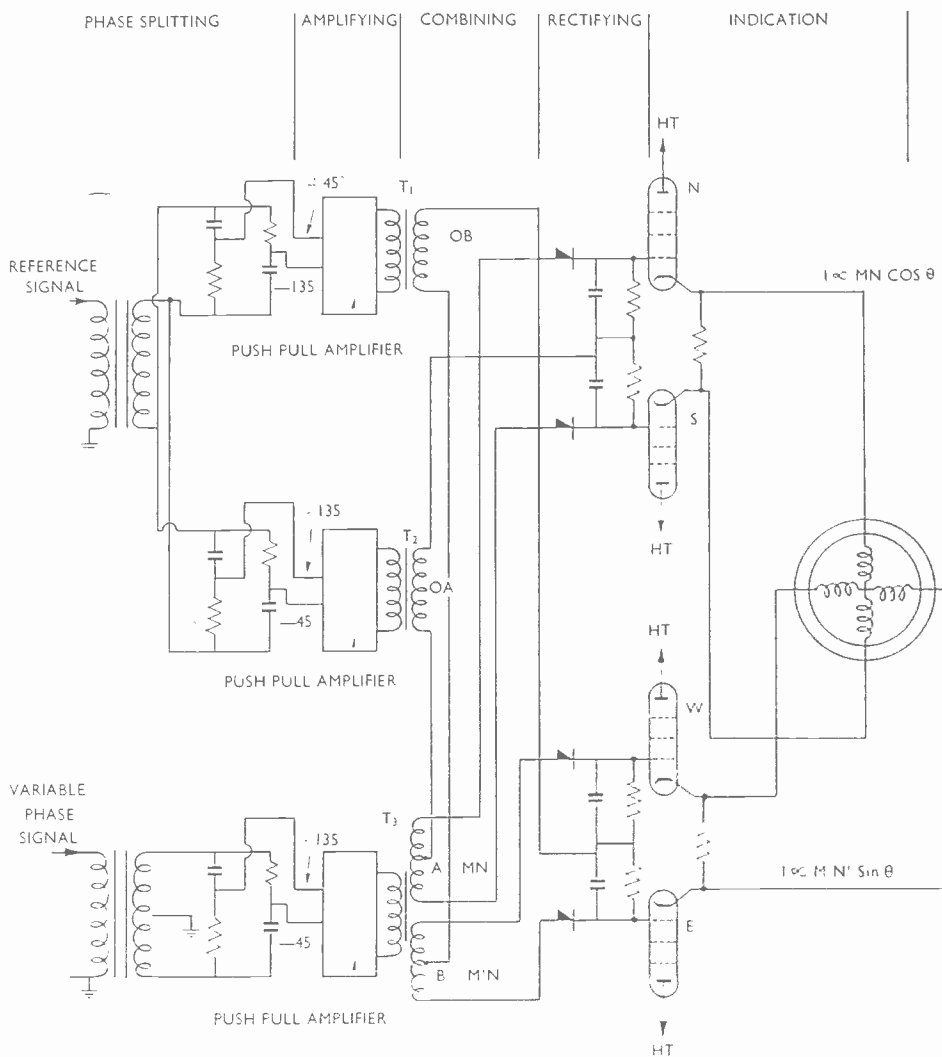 PHASE SPLITTING
AMPLIFYING
COMBINING
RECTIFYING
INDICATION
HT
N
+45
T1
OB
REFERENCE
SIGNAL
—135
I ∝ MN COS θ
PUSH PULL AMPLIFIER
S
HT
-135
T2
OA
—45
HT
PUSH PULL AMPLIFIER
W
VARIABLE
PHASE
SIGNAL
-135
T3
A MN
I ∝ M N' Sin θ
—45
E
B M'N
PUSH PULL AMPLIFIER
HT